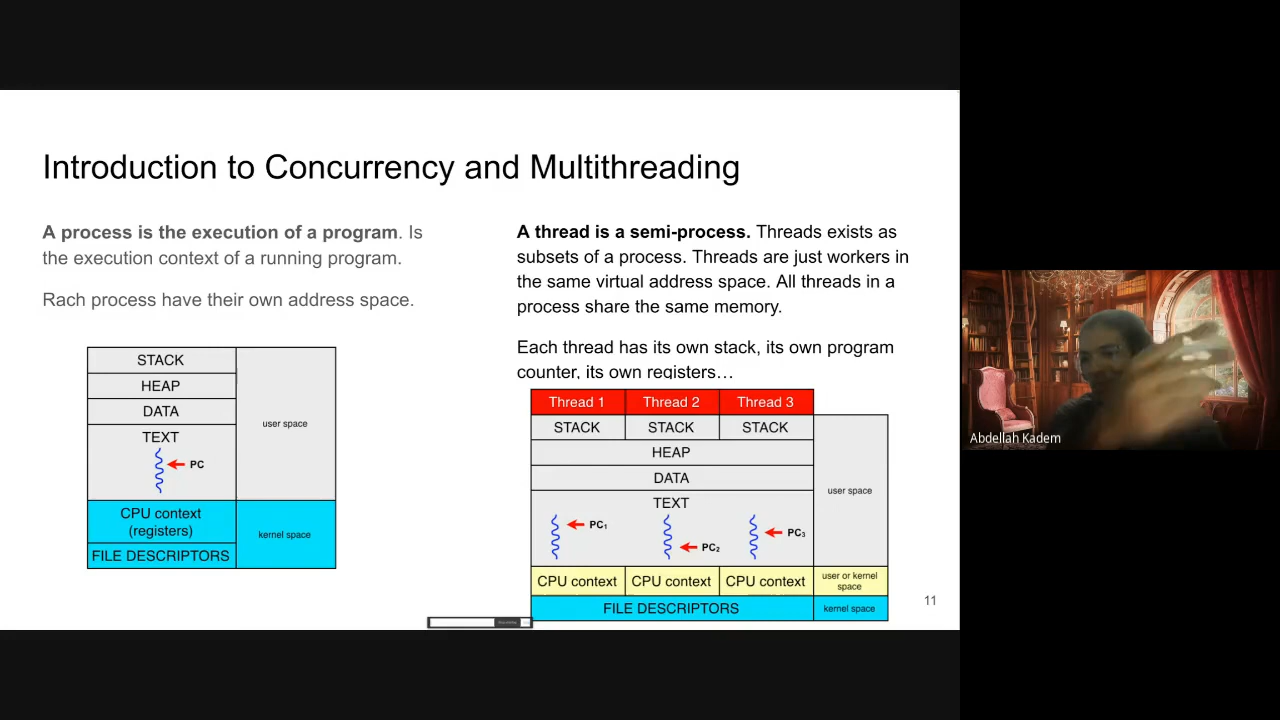 Introduction to Concurrency and Multithreading
A process is the execution of a program. Is
the execution context of a running program.
Rach process have their own address space.
STACK
HEAP
DATA
TEXT
PC
user space
CPU context
(registers)
kernel space
FILE DESCRIPTORS
A thread is a semi-process. Threads exists as
subsets of a process. Threads are just workers in
the same virtual address space. All threads in a
process share the same memory.
Each thread has its own stack, its own program
counter, its own registers…
Thread 1 Thread 2 Thread 3
STACK STACK STACK
HEAP
DATA
user space
TEXT
PC₁ PC₂ PC₃
CPU context CPU context CPU context user or kernel
space
FILE DESCRIPTORS kernel space
11
Abdellah Kadem